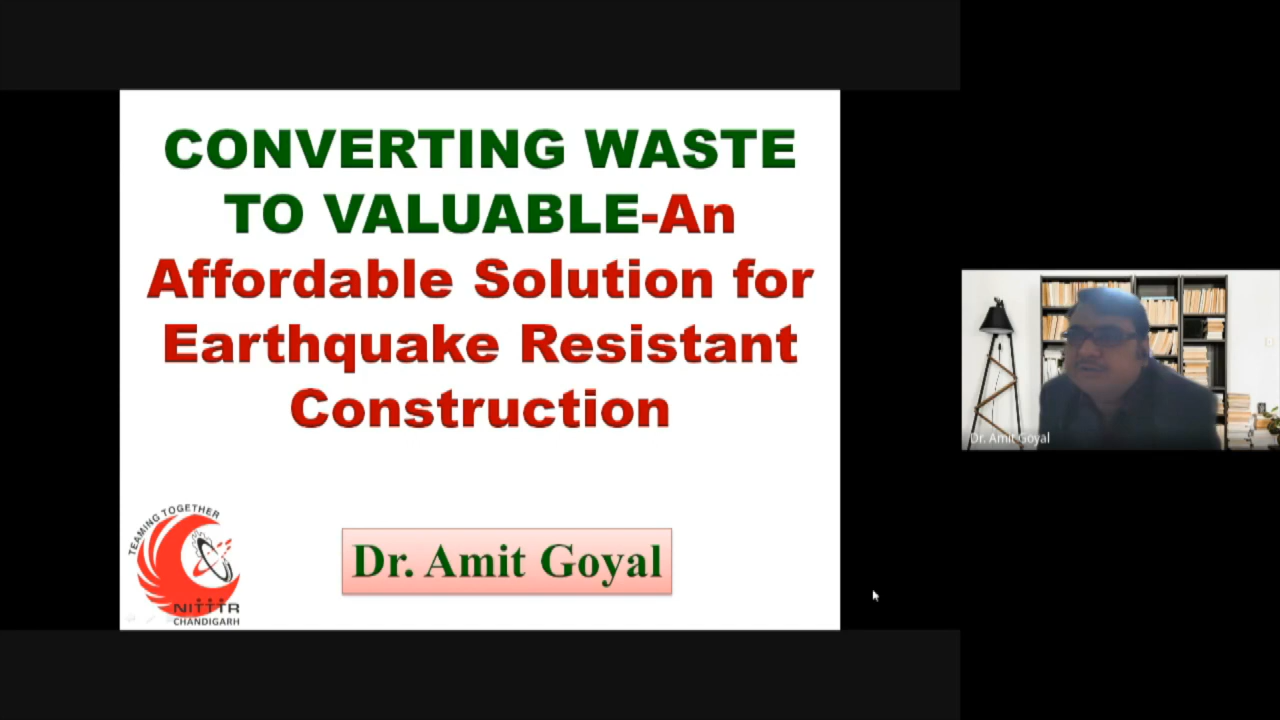 CONVERTING WASTE
TO VALUABLE-An
Affordable Solution for
Earthquake Resistant
Construction
TEAMING TOGETHER
NITTTR
CHANDIGARH
Dr. Amit Goyal
Dr. Amit Goyal